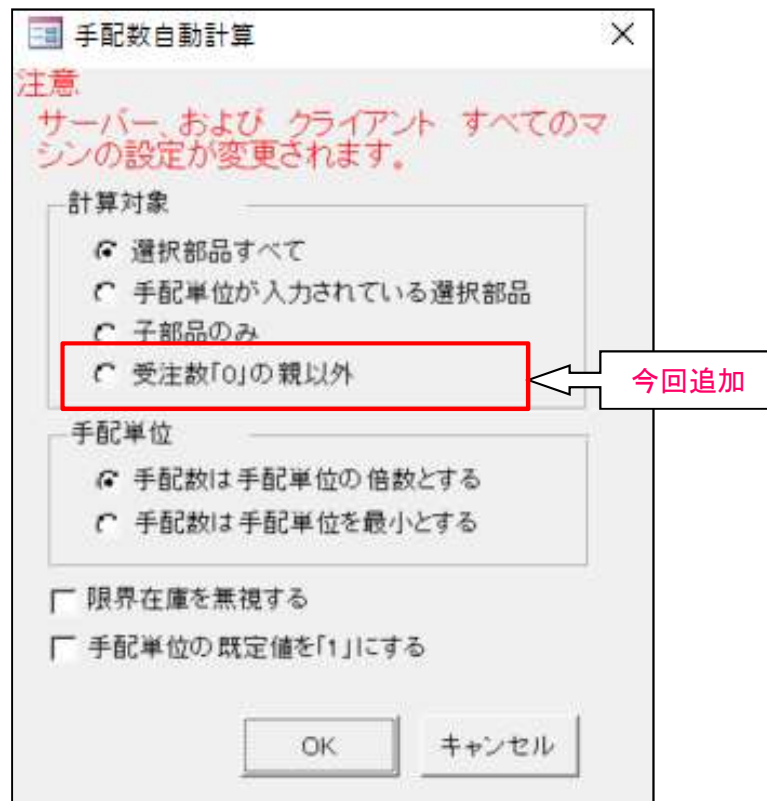 手配数自動計算
注意
サーバー、および クライアント すべてのマ
シンの設定が変更されます。
計算対象
選択部品すべて
手配単位が入力されている選択部品
子部品のみ
受注数「0」の親以外
今回追加
手配単位
手配数は手配単位の倍数とする
手配数は手配単位を最小とする
限界在庫を無視する
手配単位の既定値を「1」にする
OK
キャンセル